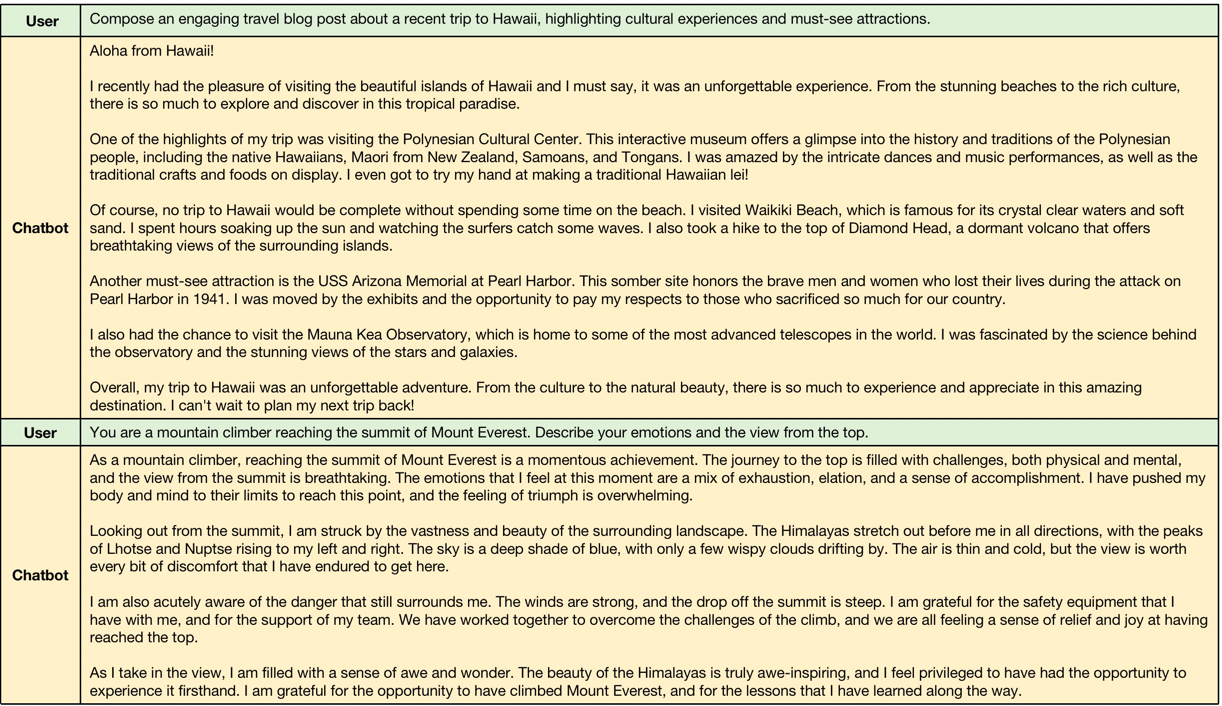 User
Compose an engaging travel blog post about a recent trip to Hawaii, highlighting cultural experiences and must-see attractions.
Chatbot
Aloha from Hawaii!
I recently had the pleasure of visiting the beautiful islands of Hawaii and I must say, it was an unforgettable experience. From the stunning beaches to the rich culture,
there is so much to explore and discover in this tropical paradise.
One of the highlights of my trip was visiting the Polynesian Cultural Center. This interactive museum offers a glimpse into the history and traditions of the Polynesian
people, including the native Hawaiians, Maori from New Zealand, Samoans, and Tongans. I was amazed by the intricate dances and music performances, as well as the
traditional crafts and foods on display. I even got to try my hand at making a traditional Hawaiian lei!
Of course, no trip to Hawaii would be complete without spending some time on the beach. I visited Waikiki Beach, which is famous for its crystal clear waters and soft
sand. I spent hours soaking up the sun and watching the surfers catch some waves. I also took a hike to the top of Diamond Head, a dormant volcano that offers
breathtaking views of the surrounding islands.
Another must-see attraction is the USS Arizona Memorial at Pearl Harbor. This somber site honors the brave men and women who lost their lives during the attack on
Pearl Harbor in 1941. I was moved by the exhibits and the opportunity to pay my respects to those who sacrificed so much for our country.
I also had the chance to visit the Mauna Kea Observatory, which is home to some of the most advanced telescopes in the world. I was fascinated by the science behind
the observatory and the stunning views of the stars and galaxies.
Overall, my trip to Hawaii was an unforgettable adventure. From the culture to the natural beauty, there is so much to experience and appreciate in this amazing
destination. I can't wait to plan my next trip back!
User
You are a mountain climber reaching the summit of Mount Everest. Describe your emotions and the view from the top.
Chatbot
As a mountain climber, reaching the summit of Mount Everest is a momentous achievement. The journey to the top is filled with challenges, both physical and mental,
and the view from the summit is breathtaking. The emotions that I feel at this moment are a mix of exhaustion, elation, and a sense of accomplishment. I have pushed my
body and mind to their limits to reach this point, and the feeling of triumph is overwhelming.
Looking out from the summit, I am struck by the vastness and beauty of the surrounding landscape. The Himalayas stretch out before me in all directions, with the peaks
of Lhotse and Nuptse rising to my left and right. The sky is a deep shade of blue, with only a few wispy clouds drifting by. The air is thin and cold, but the view is worth
every bit of discomfort that I have endured to get here.
I am also acutely aware of the danger that still surrounds me. The winds are strong, and the drop off the summit is steep. I am grateful for the safety equipment that I
have with me, and for the support of my team. We have worked together to overcome the challenges of the climb, and we are all feeling a sense of relief and joy at having
reached the top.
As I take in the view, I am filled with a sense of awe and wonder. The beauty of the Himalayas is truly awe-inspiring, and I feel privileged to have had the opportunity to
experience it firsthand. I am grateful for the opportunity to have climbed Mount Everest, and for the lessons that I have learned along the way.